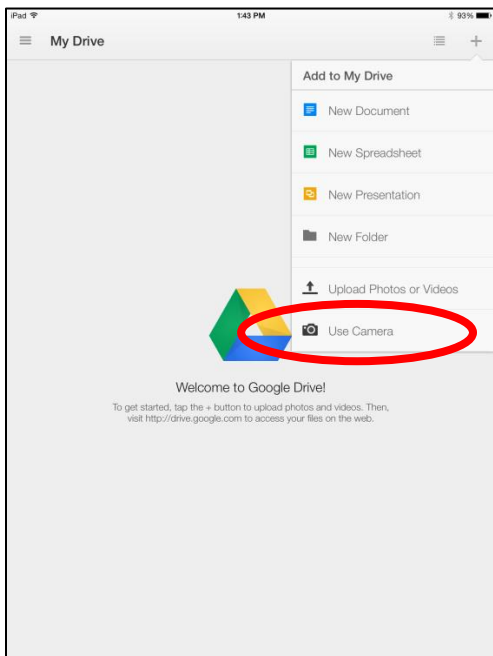 iPad 1:43 PM 93%
My Drive
Add to My Drive
New Document
New Spreadsheet
New Presentation
New Folder
Upload Photos or Videos
Use Camera
Welcome to Google Drive!
To get started, tap the + button to upload photos and videos. Then,
visit http://drive.google.com to access your files on the web.